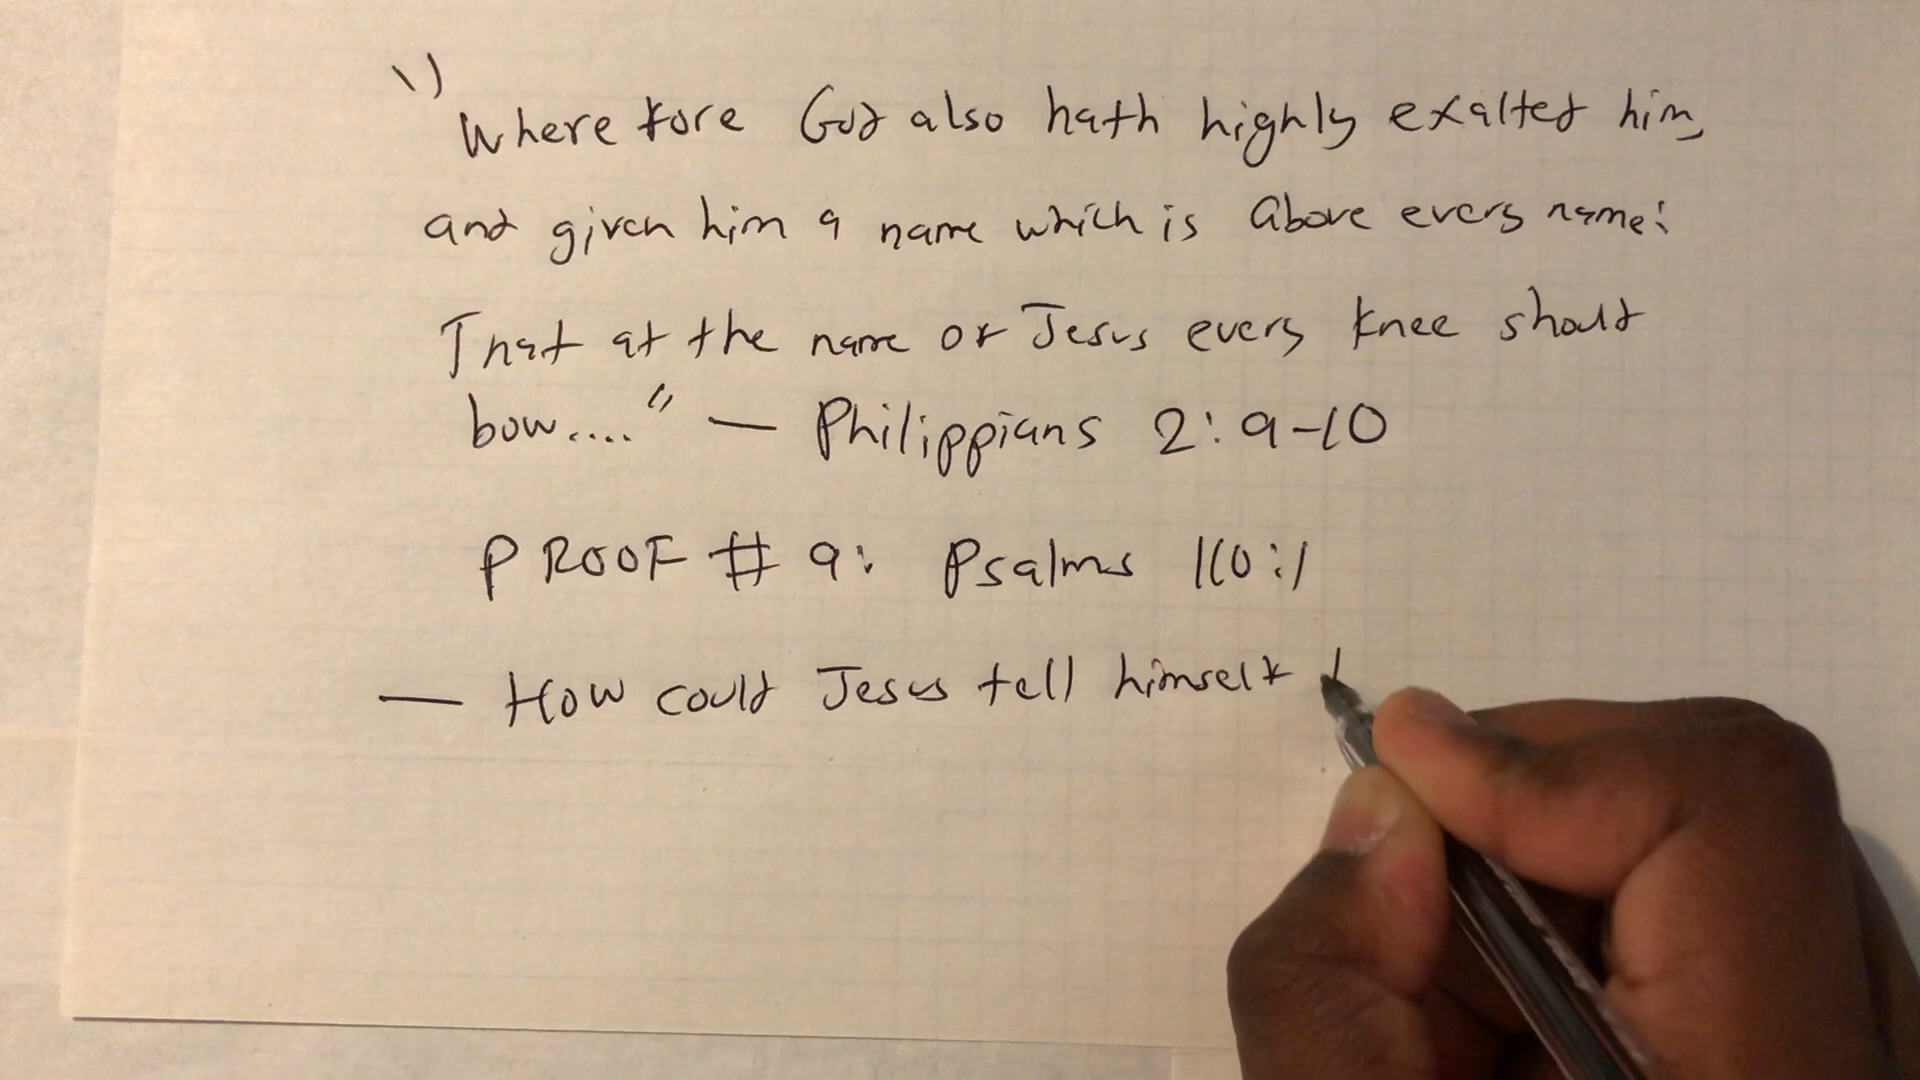 "Wherefore God also hath highly exalted him,
and given him a name which is above every name:
That at the name of Jesus every knee should
bow...." — Philippians 2:9-10
PROOF # 9: Psalms 110:1
— How could Jesus tell himself